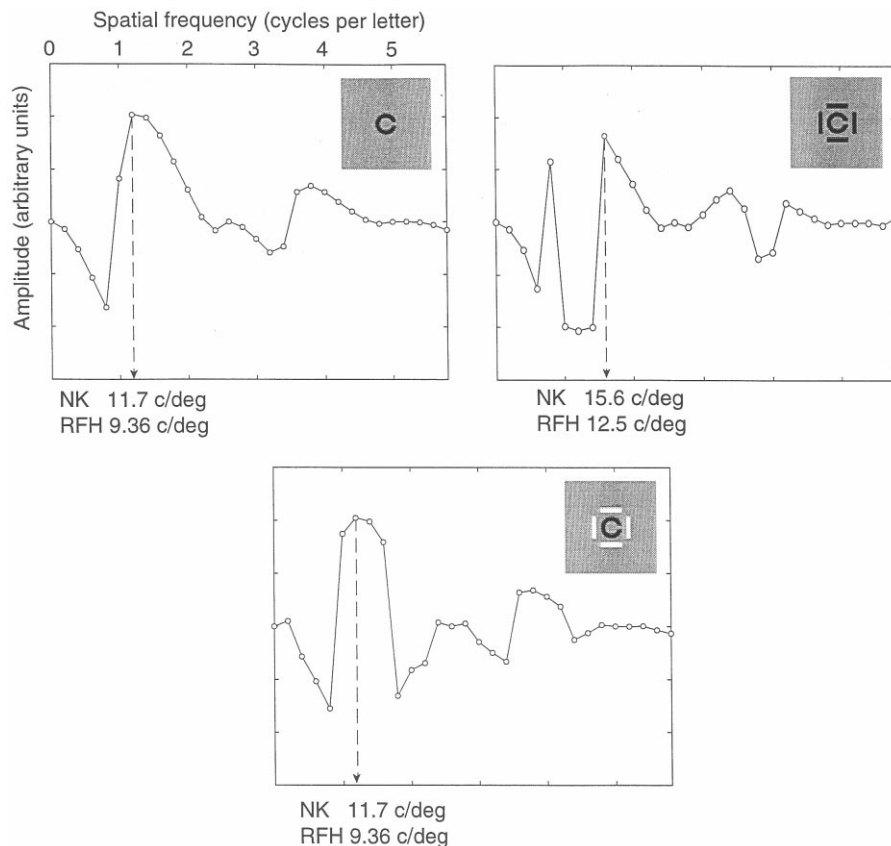 Spatial frequency (cycles per letter)
0 1 2 3 4 5
Amplitude (arbitrary units)
C
C
NK 11.7 c/deg
RFH 9.36 c/deg
NK 15.6 c/deg
RFH 12.5 c/deg
C
NK 11.7 c/deg
RFH 9.36 c/deg